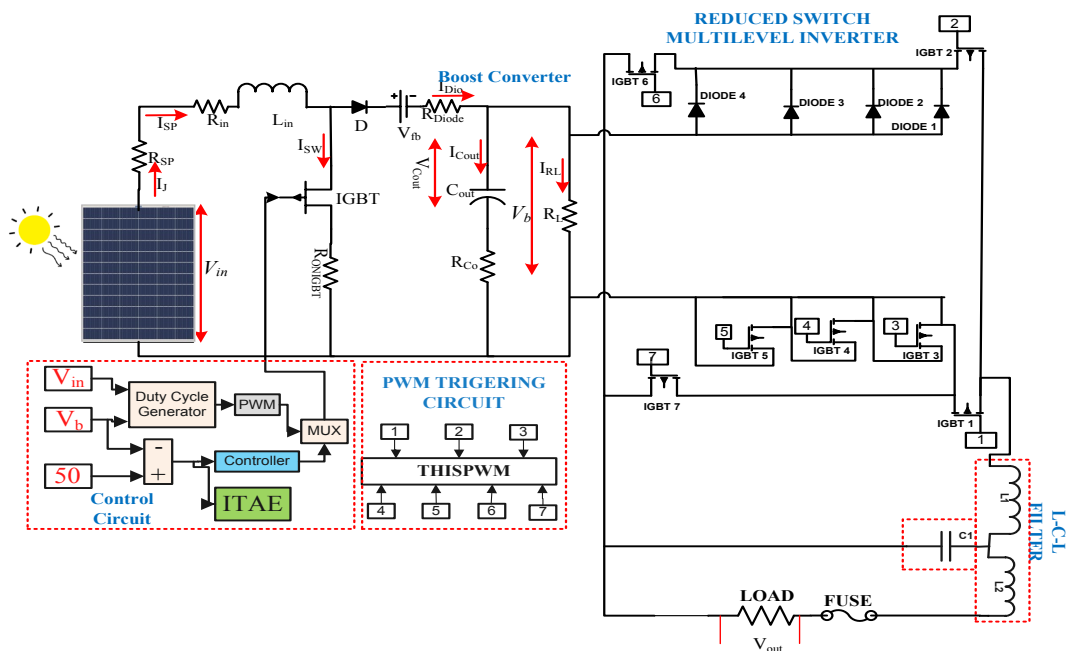 REDUCED SWITCH
MULTILEVEL INVERTER
2
IGBT 2
IGBT 6
6
DIODE 4
DIODE 3
DIODE 2
DIODE 1
Boost Converter
I_SP
R_in
L_in
D
+ -
V_fb
I_Dio
R_Diode
R_SP
I_J
I_SW
IGBT
R_ONIGBT
V_Cout
I_Cout
C_out
R_Co
V_b
I_RL
R_L
V_in
5
IGBT 5
4
IGBT 4
3
IGBT 3
7
IGBT 7
IGBT 1
1
V_in
V_b
50
Duty Cycle
Generator
PWM
MUX
-
+
Controller
ITAE
Control
Circuit
PWM TRIGERING
CIRCUIT
1
2
3
THISPWM
4
5
6
7
L1
C1
L2
L-C-L
FILTER
LOAD
FUSE
V_out